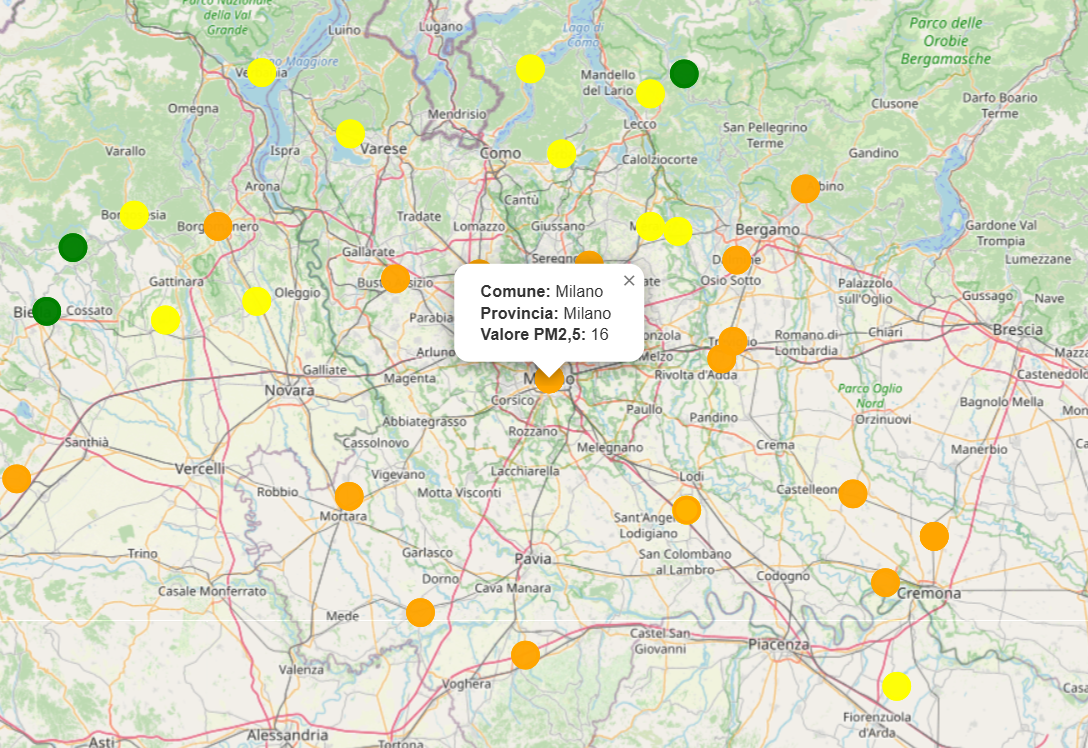 Parco Nazionale
della Val
Grande
Luino
Lugano
Lago di
Como
Parco delle
Orobie
Bergamasche
Maggiore
Mandello
del Lario
Omegna
Mendrisio
Clusone
Darfo Boario
Terme
Lecco
San Pellegrino
Terme
Varallo
Ispra
Varese
Como
Calolziocorte
Gandino
Arona
Cantù
Tradate
Lomazzo
Giussano
Bergamo
Gardone Val
Trompia
Gallarate
Seregno
Lumezzane
Gattinara
Oleggio
Osio Sotto
Palazzolo
sull'Oglio
Gussago
Nave
Cossato
Comune: Milano
Provincia: Milano
Valore PM2,5: 16
×
Romano di
Lombardia
Chiari
Brescia
Arluno
Melzo
Galliate
Magenta
Rivolta d'Adda
Novara
Corsico
Parco Oglio
Nord
Bagnolo Mella
Abbiategrasso
Paullo
Pandino
Orzinuovi
Santhià
Cassolnovo
Rozzano
Melegnano
Crema
Manerbio
Vercelli
Vigevano
Lacchiarella
Lodi
Robbio
Motta Visconti
Castelleone
Mortara
Sant'Angelo
Lodigiano
Trino
Garlasco
Pavia
San Colombano
al Lambro
Casale Monferrato
Dorno
Cava Manara
Codogno
Cremona
Mede
Castel San
Giovanni
Piacenza
Valenza
Voghera
Fiorenzuola
d'Arda
Asti
Alessandria
Tortona